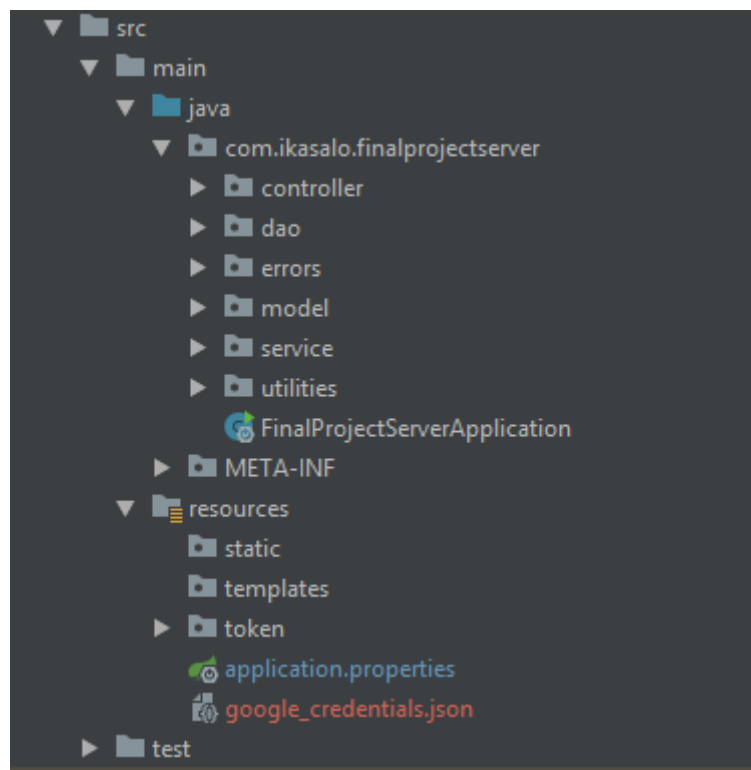 src
main
java
com.ikasalo.finalprojectserver
controller
dao
errors
model
service
utilities
FinalProjectServerApplication
META-INF
resources
static
templates
token
application.properties
google_credentials.json
test